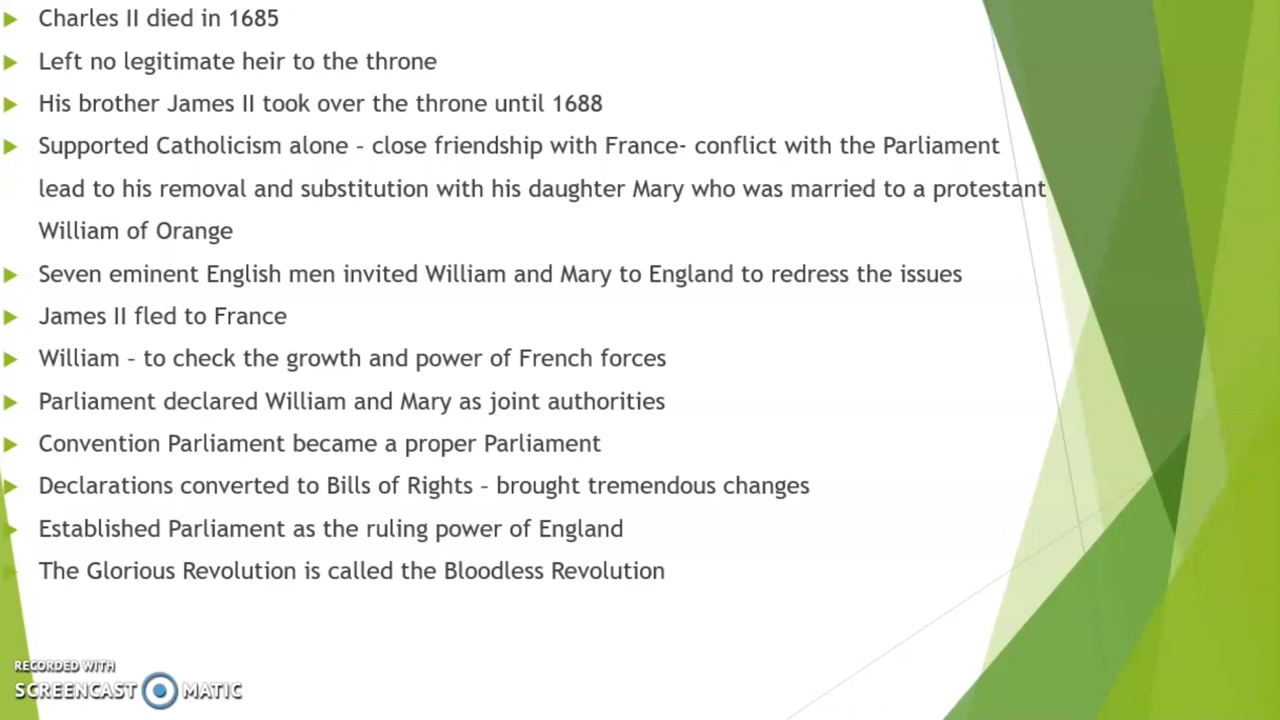 Charles II died in 1685
Left no legitimate heir to the throne
His brother James II took over the throne until 1688
Supported Catholicism alone – close friendship with France- conflict with the Parliament
lead to his removal and substitution with his daughter Mary who was married to a protestant
William of Orange
Seven eminent English men invited William and Mary to England to redress the issues
James II fled to France
William – to check the growth and power of French forces
Parliament declared William and Mary as joint authorities
Convention Parliament became a proper Parliament
Declarations converted to Bills of Rights – brought tremendous changes
Established Parliament as the ruling power of England
The Glorious Revolution is called the Bloodless Revolution
RECORDED WITH
SCREENCAST MATIC